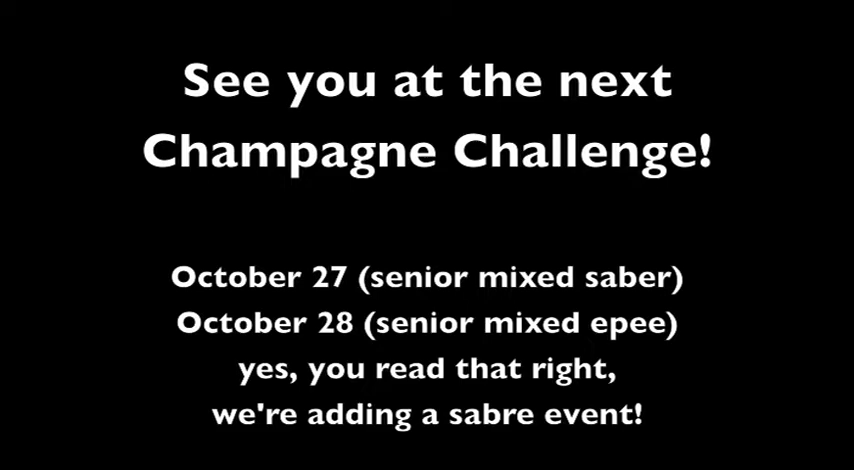 See you at the next
Champagne Challenge!
October 27 (senior mixed saber)
October 28 (senior mixed epee)
yes, you read that right,
we're adding a sabre event!